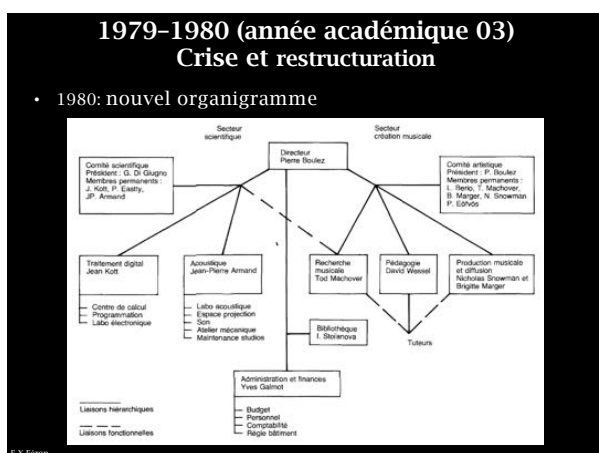 1979–1980 (année académique 03)
Crise et restructuration
• 1980: nouvel organigramme
Secteur
scientifique
Secteur
création musicale
Directeur
Pierre Boulez
Comité scientifique
Président : G. Di Giugno
Membres permanents :
J. Kott, P. Eastty,
JP. Armand
Comité artistique
Président : P. Boulez
Membres permanents :
L. Berio, T. Machover,
B. Marger, N. Snowman
P. Eötvös
Traitement digital
Jean Kott
Acoustique
Jean-Pierre Armand
Recherche
musicale
Tod Machover
Pédagogie
David Wessel
Production musicale
et diffusion
Nicholas Snowman et
Brigitte Marger
Centre de calcul
Programmation
Labo électronique
Labo acoustique
Espace projection
Son
Atelier mécanique
Maintenance studios
Bibliothèque
I. Stoïanova
Tuteurs
Administration et finances
Yves Galmot
Budget
Personnel
Comptabilité
Régie bâtiment
Liaisons hiérarchiques
Liaisons fonctionnelles